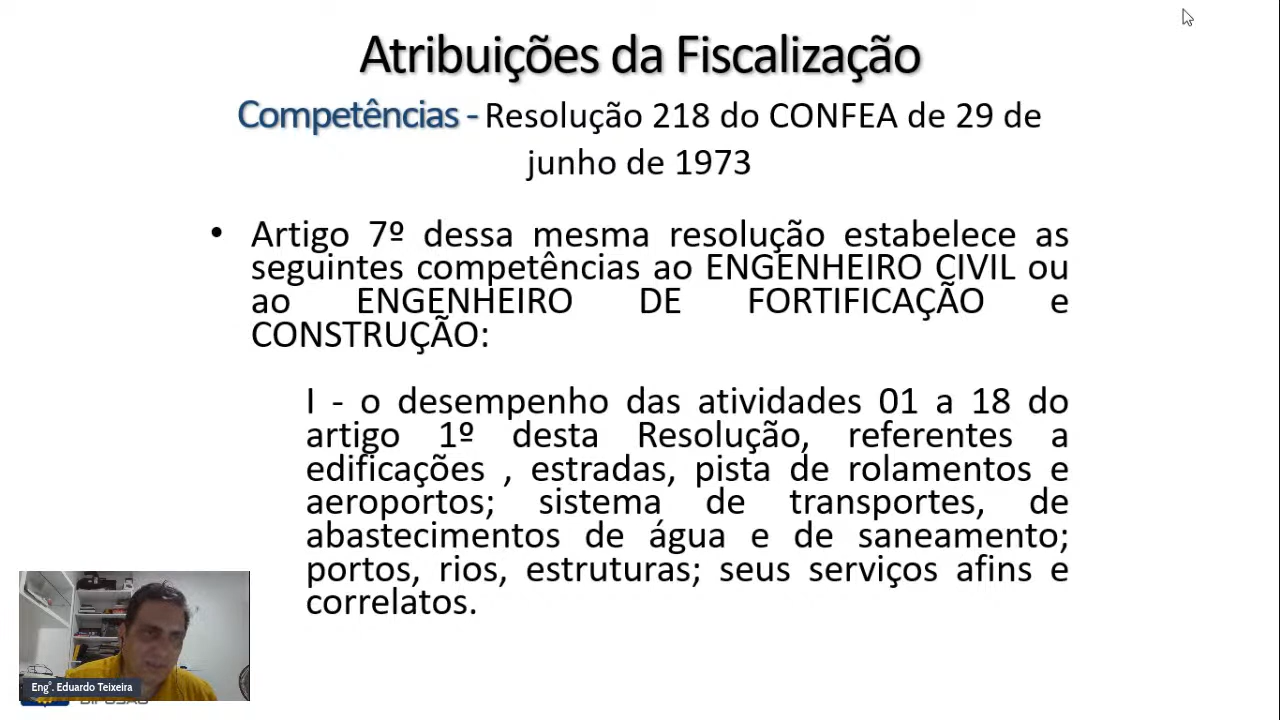 Atribuições da Fiscalização
Competências - Resolução 218 do CONFEA de 29 de
junho de 1973
• Artigo 7º dessa mesma resolução estabelece as
seguintes competências ao ENGENHEIRO CIVIL ou
ao ENGENHEIRO DE FORTIFICAÇÃO e
CONSTRUÇÃO:
I - o desempenho das atividades 01 a 18 do
artigo 1º desta Resolução, referentes a
edificações , estradas, pista de rolamentos e
aeroportos; sistema de transportes, de
abastecimentos de água e de saneamento;
portos, rios, estruturas; seus serviços afins e
correlatos.
Eng°. Eduardo Teixeira